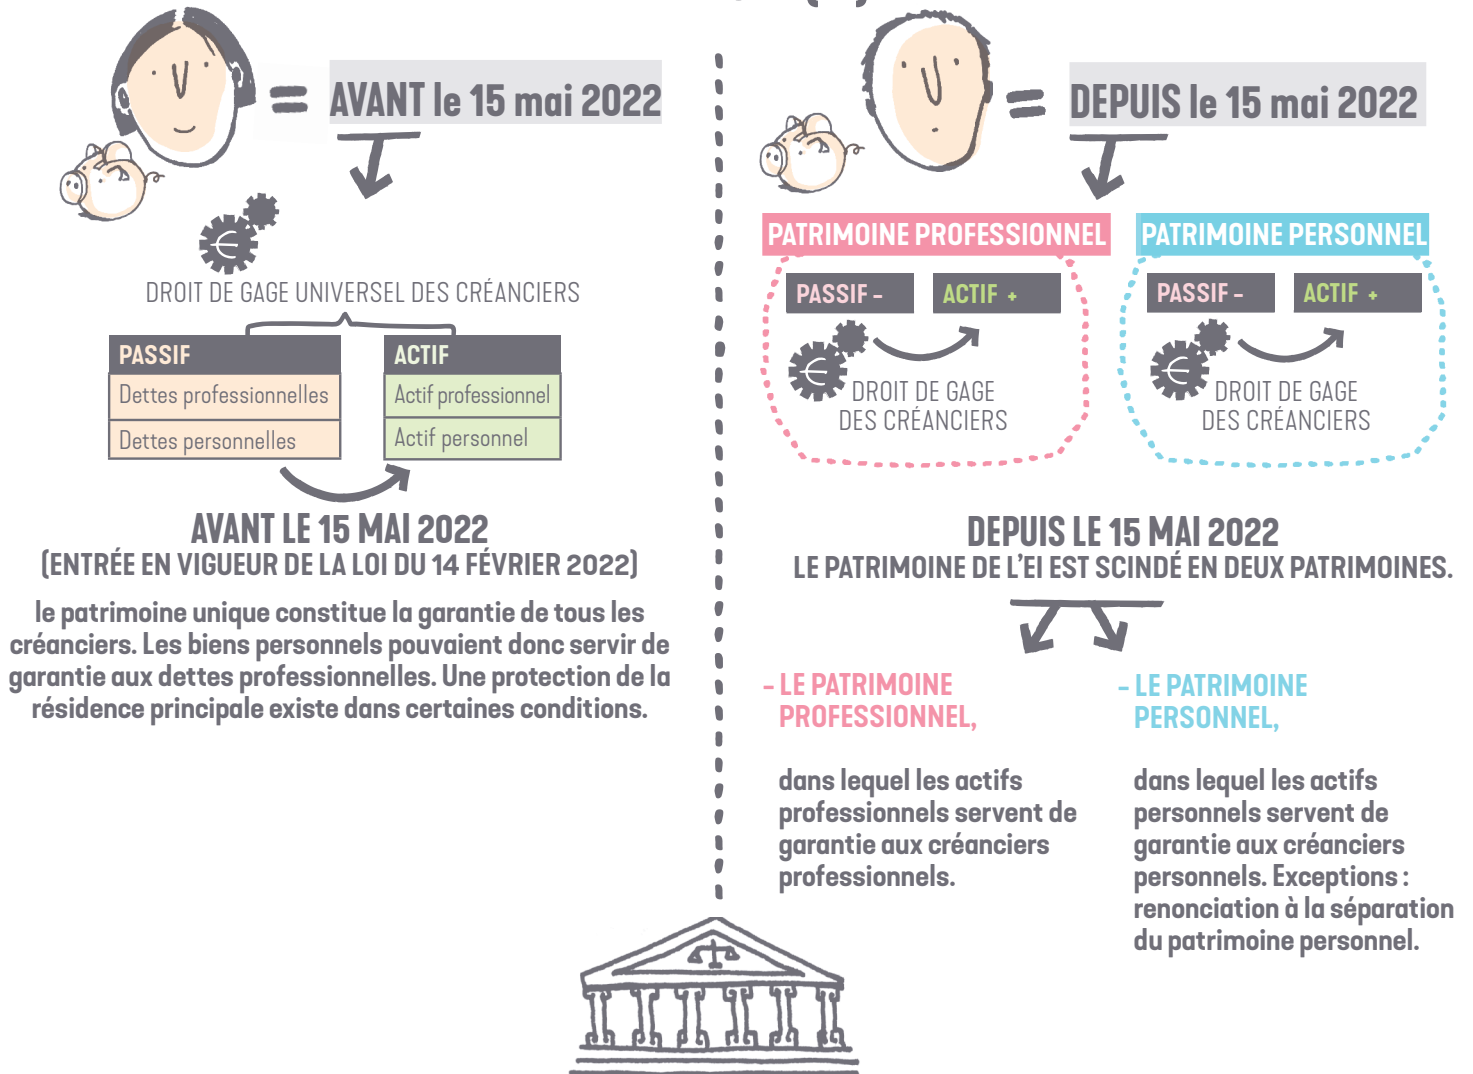 AVANT le 15 mai 2022
DROIT DE GAGE UNIVERSEL DES CRÉANCIERS
PASSIF
ACTIF
Dettes professionnelles
Actif professionnel
Dettes personnelles
Actif personnel
AVANT LE 15 MAI 2022
(ENTRÉE EN VIGUEUR DE LA LOI DU 14 FÉVRIER 2022)
le patrimoine unique constitue la garantie de tous les
créanciers. Les biens personnels pouvaient donc servir de
garantie aux dettes professionnelles. Une protection de la
résidence principale existe dans certaines conditions.
DEPUIS le 15 mai 2022
PATRIMOINE PROFESSIONNEL
PASSIF –
ACTIF +
DROIT DE GAGE
DES CRÉANCIERS
PATRIMOINE PERSONNEL
PASSIF –
ACTIF +
DROIT DE GAGE
DES CRÉANCIERS
DEPUIS LE 15 MAI 2022
LE PATRIMOINE DE L’EI EST SCINDÉ EN DEUX PATRIMOINES.
– LE PATRIMOINE
PROFESSIONNEL,
dans lequel les actifs
professionnels servent de
garantie aux créanciers
professionnels.
– LE PATRIMOINE
PERSONNEL,
dans lequel les actifs
personnels servent de
garantie aux créanciers
personnels. Exceptions :
renonciation à la séparation
du patrimoine personnel.